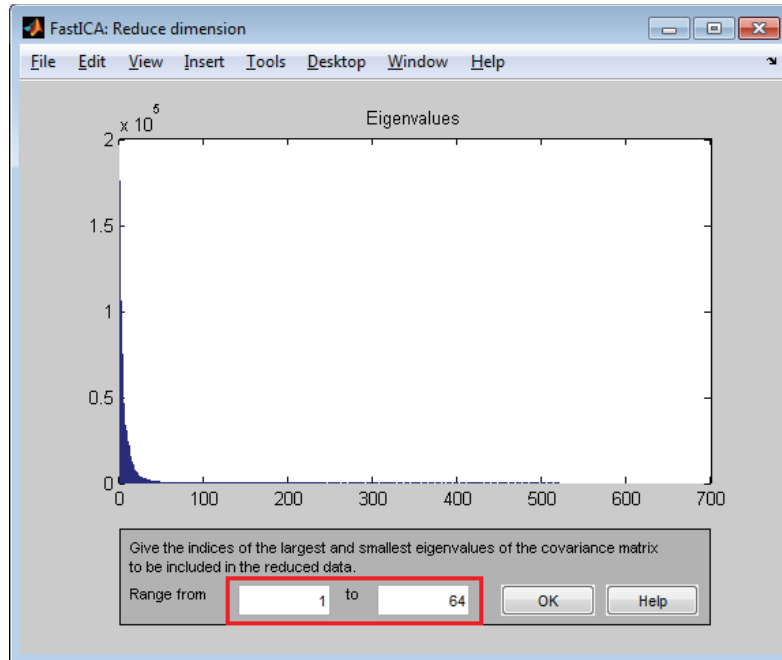 FastICA: Reduce dimension
File Edit View Insert Tools Desktop Window Help
x 10^5
Eigenvalues
2
1.5
1
0.5
0
0 100 200 300 400 500 600 700
Give the indices of the largest and smallest eigenvalues of the covariance matrix
to be included in the reduced data.
Range from 1 to 64 OK Help